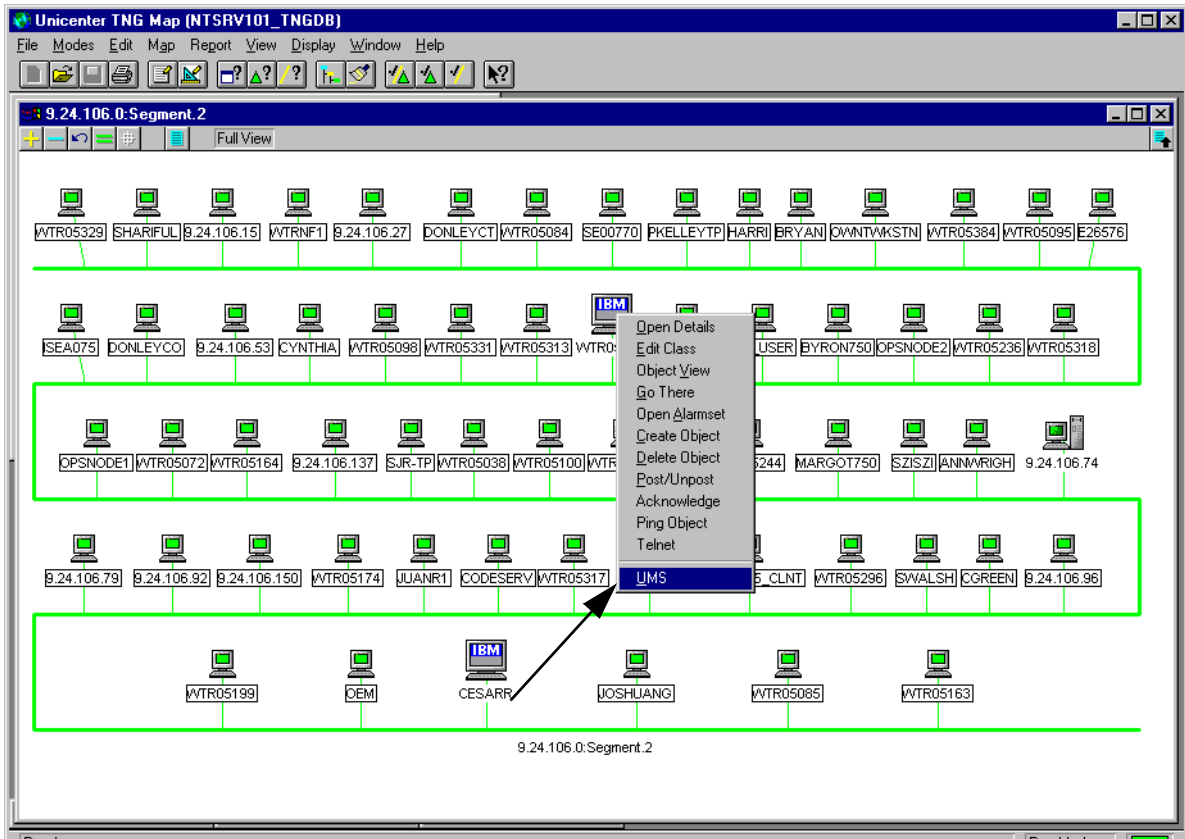 Unicenter TNG Map (NTSRV101_TNGDB)
File Modes Edit Map Report View Display Window Help
9.24.106.0:Segment.2
Full View
WTR05329 SHARIFUL 9.24.106.15 WTRNF1 9.24.106.27 DONLEYCT WTR05084 SE00770 PKELLEYTP HARRI BRYAN OWNTWKSTN WTR05384 WTR05095 E26576
IBM
ISEA075 DONLEYCO 9.24.106.53 CYNTHIA WTR05098 WTR05331 WTR05313 WTR0 _USER BYRON750 OPSNODE2 WTR05236 WTR05318
Open Details
Edit Class
Object View
Go There
Open Alarmset
Create Object
Delete Object
Post/Unpost
Acknowledge
Ping Object
Telnet
UMS
OPSNODE1 WTR05072 WTR05164 9.24.106.137 SJR-TP WTR05038 WTR05100 WTR 5244 MARGOT750 SZISZI ANNWRIGH 9.24.106.74
9.24.106.79 9.24.106.92 9.24.106.150 WTR05174 JUANR1 CODESERV WTR05317 5_CLNT WTR05296 SWALSH CGREEN 9.24.106.96
IBM
WTR05199 OEM CESARR JOSHUANG WTR05085 WTR05163
9.24.106.0:Segment.2